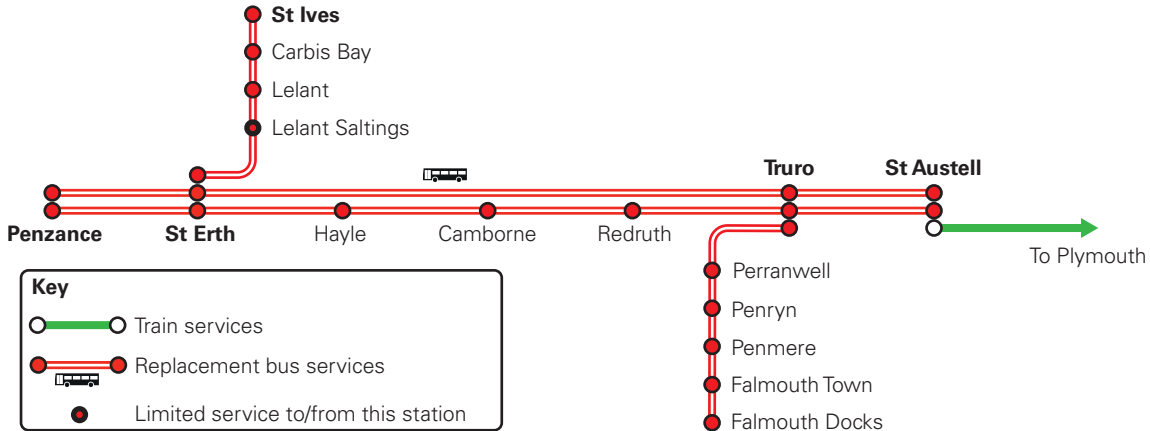 St Ives
Carbis Bay
Lelant
Lelant Saltings
Truro
St Austell
Penzance
St Erth
Hayle
Camborne
Redruth
To Plymouth
Perranwell
Penryn
Penmere
Falmouth Town
Falmouth Docks
Key
Train services
Replacement bus services
Limited service to/from this station